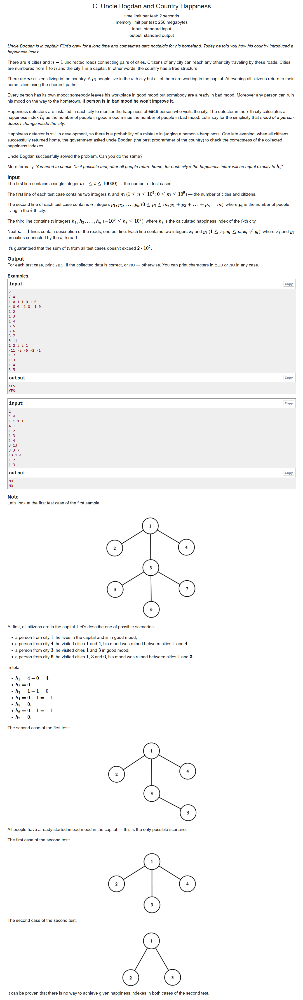 C. Uncle Bogdan and Country Happiness
time limit per test: 2 seconds
memory limit per test: 256 megabytes
input: standard input
output: standard output
Uncle Bogdan is in captain Flint's crew for a long time and sometimes gets nostalgic for his homeland. Today he told you how his country introduced a
happiness index.
There are n cities and n − 1 undirected roads connecting pairs of cities. Citizens of any city can reach any other city traveling by these roads. Cities
are numbered from 1 to n and the city 1 is a capital. In other words, the country has a tree structure.
There are m citizens living in the country. A p_i people live in the i-th city but all of them are working in the capital. At evening all citizens return to their
home cities using the shortest paths.
Every person has its own mood: somebody leaves his workplace in good mood but somebody are already in bad mood. Moreover any person can ruin
his mood on the way to the hometown. If person is in bad mood he won't improve it.
Happiness detectors are installed in each city to monitor the happiness of each person who visits the city. The detector in the i-th city calculates a
happiness index h_i as the number of people in good mood minus the number of people in bad mood. Let's say for the simplicity that mood of a person
doesn't change inside the city.
Happiness detector is still in development, so there is a probability of a mistake in judging a person's happiness. One late evening, when all citizens
successfully returned home, the government asked uncle Bogdan (the best programmer of the country) to check the correctness of the collected
happiness indexes.
Uncle Bogdan successfully solved the problem. Can you do the same?
More formally, You need to check: "Is it possible that, after all people return home, for each city i the happiness index will be equal exactly to h_i".
Input
The first line contains a single integer t (1 ≤ t ≤ 10000) — the number of test cases.
The first line of each test case contains two integers n and m (1 ≤ n ≤ 10^5; 0 ≤ m ≤ 10^9) — the number of cities and citizens.
The second line of each test case contains n integers p_1, p_2, . . . , p_n (0 ≤ p_i ≤ m; p_1 + p_2 + . . . + p_n = m), where p_i is the number of people
living in the i-th city.
The third line contains n integers h_1, h_2, . . . , h_n (−10^9 ≤ h_i ≤ 10^9), where h_i is the calculated happiness index of the i-th city.
Next n − 1 lines contain description of the roads, one per line. Each line contains two integers x_i and y_i (1 ≤ x_i, y_i ≤ n; x_i ≠ y_i), where x_i and y_i
are cities connected by the i-th road.
It's guaranteed that the sum of n from all test cases doesn't exceed 2 · 10^5.
Output
For each test case, print YES, if the collected data is correct, or NO — otherwise. You can print characters in YES or NO in any case.
Examples
input Copy
2
7 4
1 0 1 1 0 1 0
4 0 0 -1 0 -1 0
1 2
1 3
1 4
3 5
3 6
3 7
5 11
1 2 5 2 1
-11 -2 -6 -2 -1
1 2
1 3
1 4
3 5
output Copy
YES
YES
input Copy
2
4 4
1 1 1 1
4 1 -3 -1
1 2
1 3
1 4
3 13
3 3 7
13 1 4
1 2
1 3
output Copy
NO
NO
Note
Let's look at the first test case of the first sample:
1
2 4
3
5 7
6
At first, all citizens are in the capital. Let's describe one of possible scenarios:
• a person from city 1: he lives in the capital and is in good mood;
• a person from city 4: he visited cities 1 and 4, his mood was ruined between cities 1 and 4;
• a person from city 3: he visited cities 1 and 3 in good mood;
• a person from city 6: he visited cities 1, 3 and 6, his mood was ruined between cities 1 and 3;
In total,
• h_1 = 4 − 0 = 4,
• h_2 = 0,
• h_3 = 1 − 1 = 0,
• h_4 = 0 − 1 = −1,
• h_5 = 0,
• h_6 = 0 − 1 = −1,
• h_7 = 0.
The second case of the first test:
1
2 4
3
5
All people have already started in bad mood in the capital — this is the only possible scenario.
The first case of the second test:
1
2 4
3
The second case of the second test:
1
2 3
It can be proven that there is no way to achieve given happiness indexes in both cases of the second test.